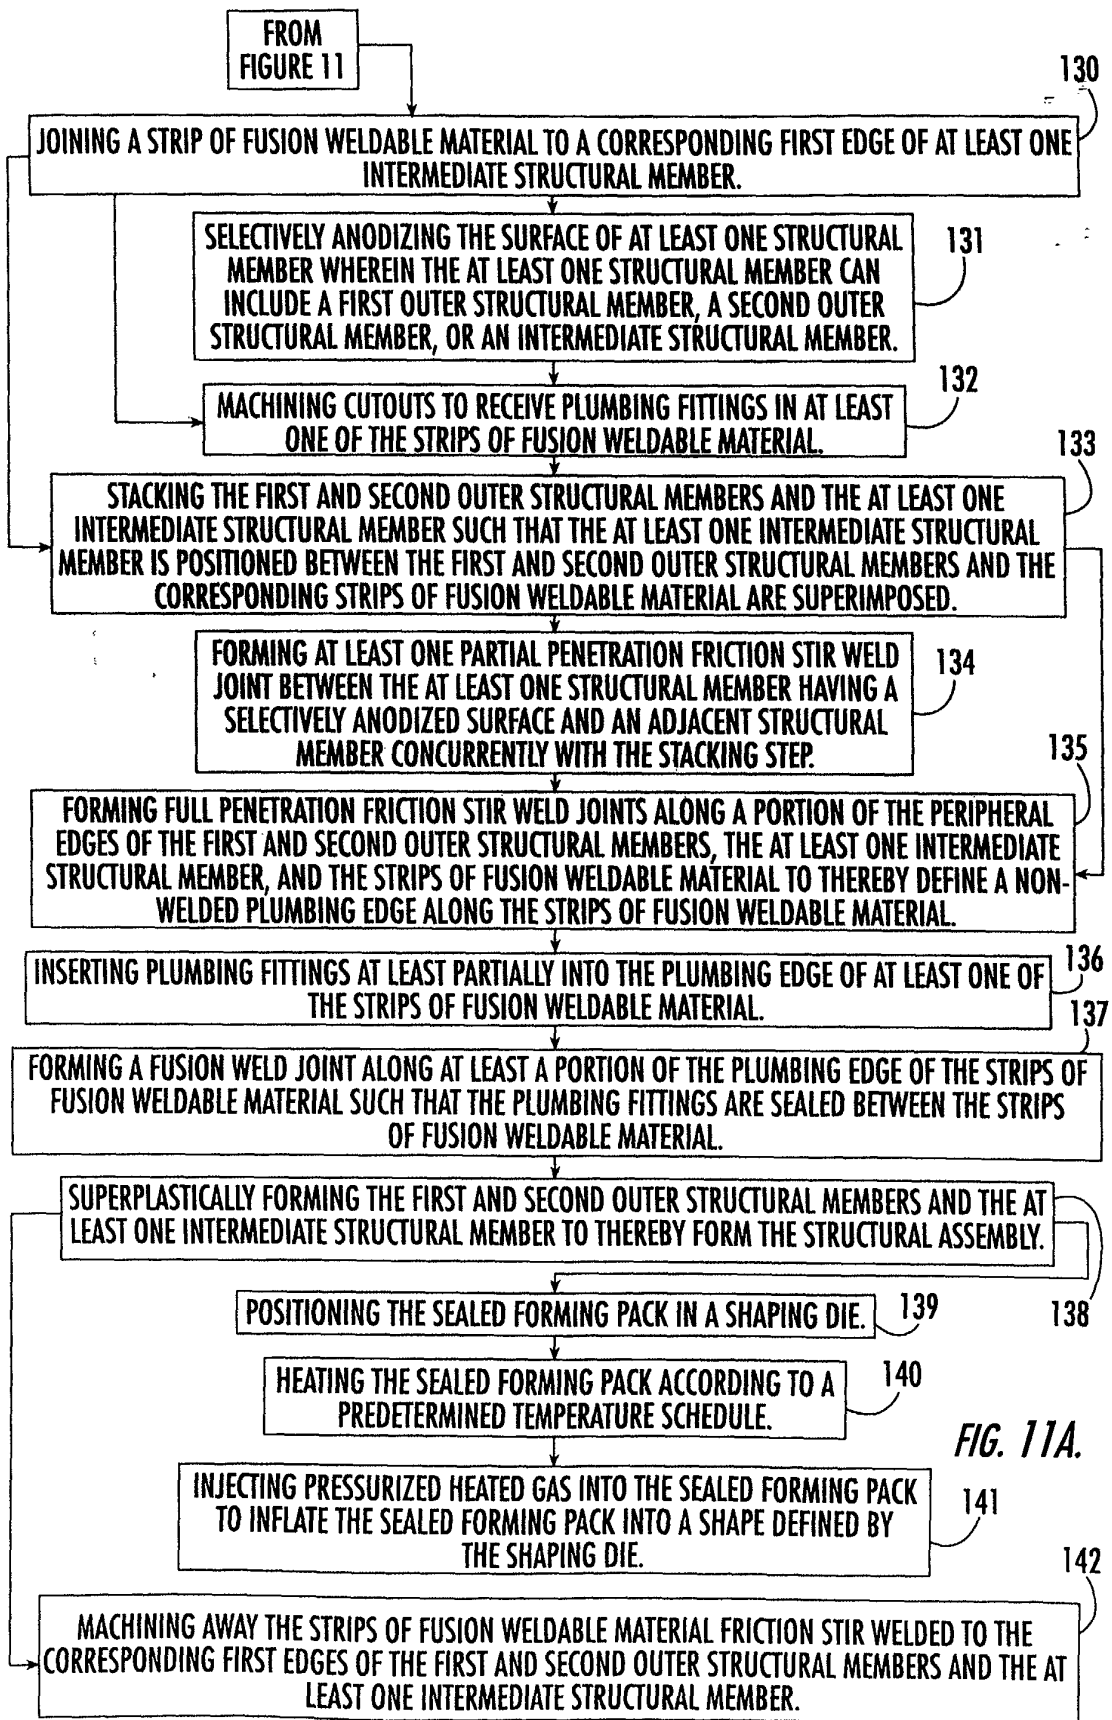 FROM
FIGURE 11
130
JOINING A STRIP OF FUSION WELDABLE MATERIAL TO A CORRESPONDING FIRST EDGE OF AT LEAST ONE
INTERMEDIATE STRUCTURAL MEMBER.
SELECTIVELY ANODIZING THE SURFACE OF AT LEAST ONE STRUCTURAL
MEMBER WHEREIN THE AT LEAST ONE STRUCTURAL MEMBER CAN
INCLUDE A FIRST OUTER STRUCTURAL MEMBER, A SECOND OUTER
STRUCTURAL MEMBER, OR AN INTERMEDIATE STRUCTURAL MEMBER.
131
MACHINING CUTOUTS TO RECEIVE PLUMBING FITTINGS IN AT LEAST
ONE OF THE STRIPS OF FUSION WELDABLE MATERIAL.
132
133
STACKING THE FIRST AND SECOND OUTER STRUCTURAL MEMBERS AND THE AT LEAST ONE
INTERMEDIATE STRUCTURAL MEMBER SUCH THAT THE AT LEAST ONE INTERMEDIATE STRUCTURAL
MEMBER IS POSITIONED BETWEEN THE FIRST AND SECOND OUTER STRUCTURAL MEMBERS AND THE
CORRESPONDING STRIPS OF FUSION WELDABLE MATERIAL ARE SUPERIMPOSED.
FORMING AT LEAST ONE PARTIAL PENETRATION FRICTION STIR WELD
JOINT BETWEEN THE AT LEAST ONE STRUCTURAL MEMBER HAVING A
SELECTIVELY ANODIZED SURFACE AND AN ADJACENT STRUCTURAL
MEMBER CONCURRENTLY WITH THE STACKING STEP.
134
135
FORMING FULL PENETRATION FRICTION STIR WELD JOINTS ALONG A PORTION OF THE PERIPHERAL
EDGES OF THE FIRST AND SECOND OUTER STRUCTURAL MEMBERS, THE AT LEAST ONE INTERMEDIATE
STRUCTURAL MEMBER, AND THE STRIPS OF FUSION WELDABLE MATERIAL TO THEREBY DEFINE A NON-
WELDED PLUMBING EDGE ALONG THE STRIPS OF FUSION WELDABLE MATERIAL.
INSERTING PLUMBING FITTINGS AT LEAST PARTIALLY INTO THE PLUMBING EDGE OF AT LEAST ONE OF
THE STRIPS OF FUSION WELDABLE MATERIAL.
136
137
FORMING A FUSION WELD JOINT ALONG AT LEAST A PORTION OF THE PLUMBING EDGE OF THE STRIPS OF
FUSION WELDABLE MATERIAL SUCH THAT THE PLUMBING FITTINGS ARE SEALED BETWEEN THE STRIPS
OF FUSION WELDABLE MATERIAL.
SUPERPLASTICALLY FORMING THE FIRST AND SECOND OUTER STRUCTURAL MEMBERS AND THE AT
LEAST ONE INTERMEDIATE STRUCTURAL MEMBER TO THEREBY FORM THE STRUCTURAL ASSEMBLY.
138
POSITIONING THE SEALED FORMING PACK IN A SHAPING DIE.
139
HEATING THE SEALED FORMING PACK ACCORDING TO A
PREDETERMINED TEMPERATURE SCHEDULE.
140
FIG. 11A.
INJECTING PRESSURIZED HEATED GAS INTO THE SEALED FORMING PACK
TO INFLATE THE SEALED FORMING PACK INTO A SHAPE DEFINED BY
THE SHAPING DIE.
141
142
MACHINING AWAY THE STRIPS OF FUSION WELDABLE MATERIAL FRICTION STIR WELDED TO THE
CORRESPONDING FIRST EDGES OF THE FIRST AND SECOND OUTER STRUCTURAL MEMBERS AND THE AT
LEAST ONE INTERMEDIATE STRUCTURAL MEMBER.